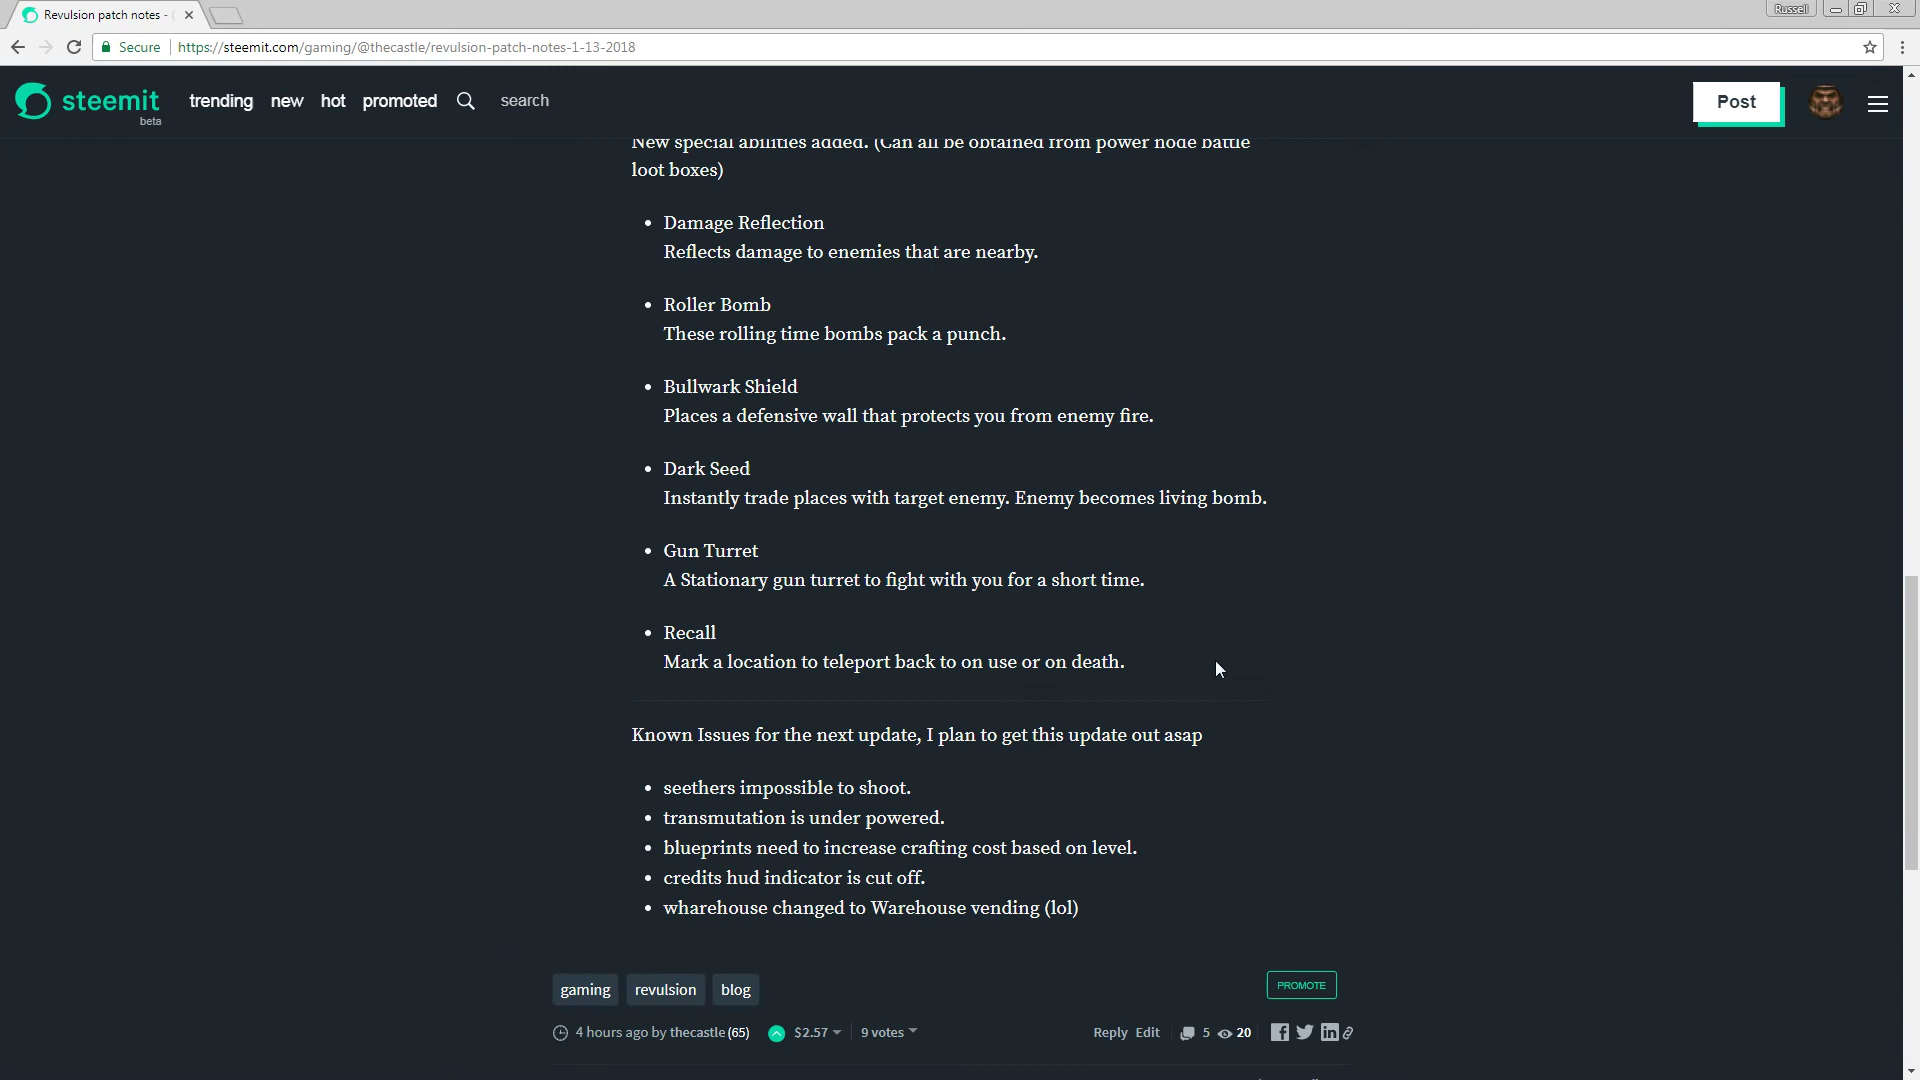 Revulsion patch notes - (
Russell
Secure
https://steemit.com/gaming/@thecastle/revulsion-patch-notes-1-13-2018
steemit
beta
trending new hot promoted search
Post
New special abilities added. (Can all be obtained from power node battle
loot boxes)
• Damage Reflection
Reflects damage to enemies that are nearby.
• Roller Bomb
These rolling time bombs pack a punch.
• Bullwark Shield
Places a defensive wall that protects you from enemy fire.
• Dark Seed
Instantly trade places with target enemy. Enemy becomes living bomb.
• Gun Turret
A Stationary gun turret to fight with you for a short time.
• Recall
Mark a location to teleport back to on use or on death.
Known Issues for the next update, I plan to get this update out asap
• seethers impossible to shoot.
• transmutation is under powered.
• blueprints need to increase crafting cost based on level.
• credits hud indicator is cut off.
• wharehouse changed to Warehouse vending (lol)
gaming revulsion blog
PROMOTE
4 hours ago by thecastle (65) $2.57 9 votes Reply Edit 5 20